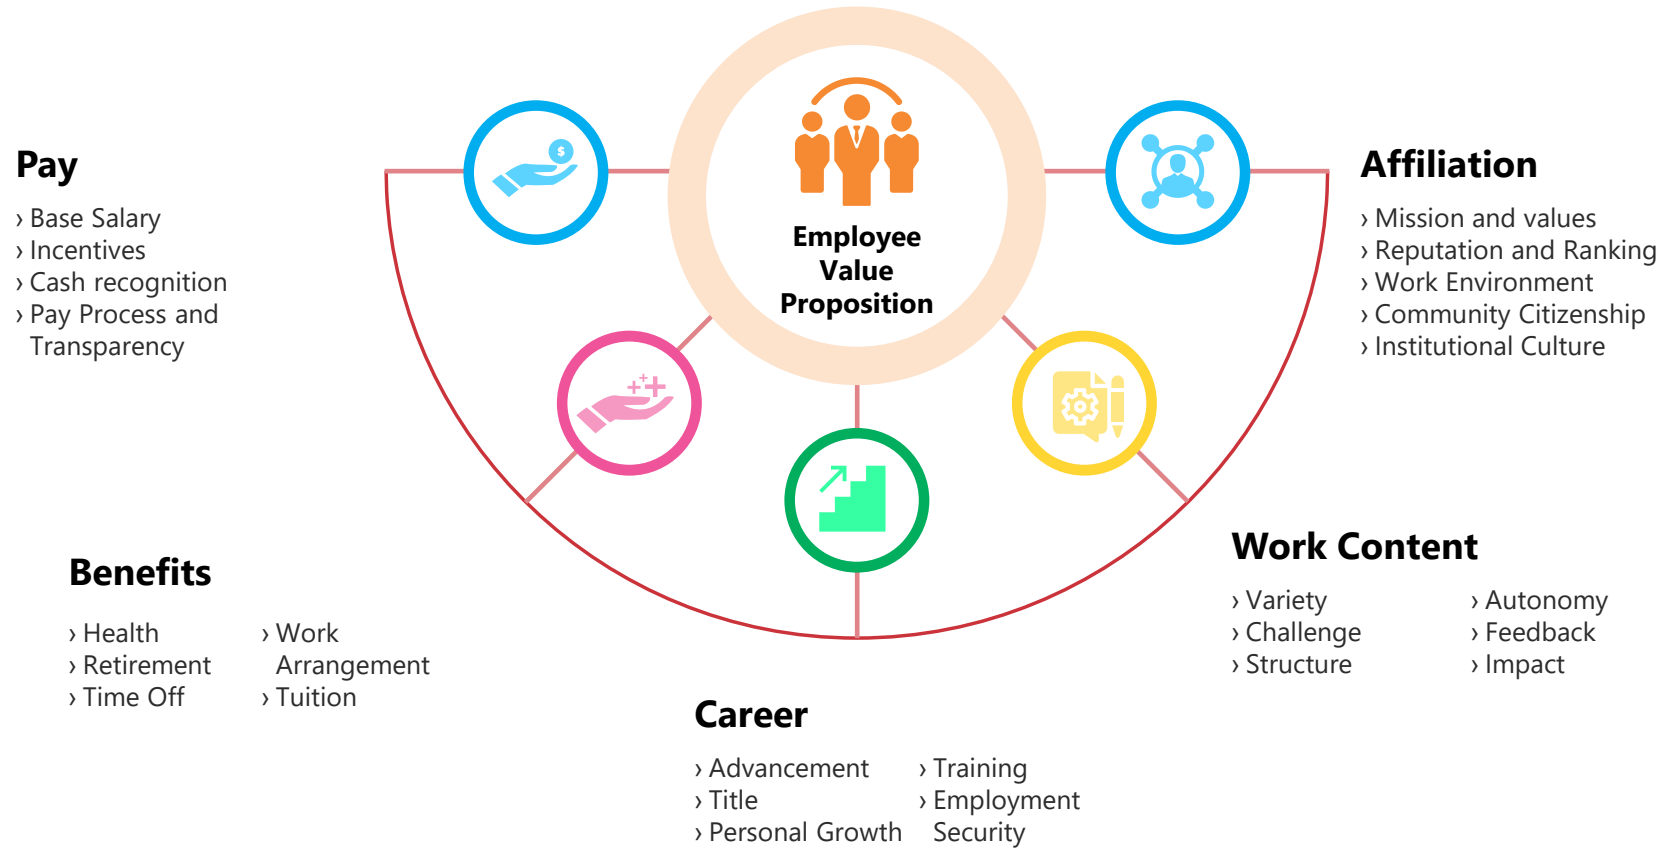 Employee
Value
Proposition
$
Pay
› Base Salary
› Incentives
› Cash recognition
› Pay Process and
Transparency
Affiliation
› Mission and values
› Reputation and Ranking
› Work Environment
› Community Citizenship
› Institutional Culture
Benefits
› Health
› Retirement
› Time Off
› Work
Arrangement
› Tuition
Work Content
› Variety
› Challenge
› Structure
› Autonomy
› Feedback
› Impact
Career
› Advancement
› Title
› Personal Growth
› Training
› Employment
Security